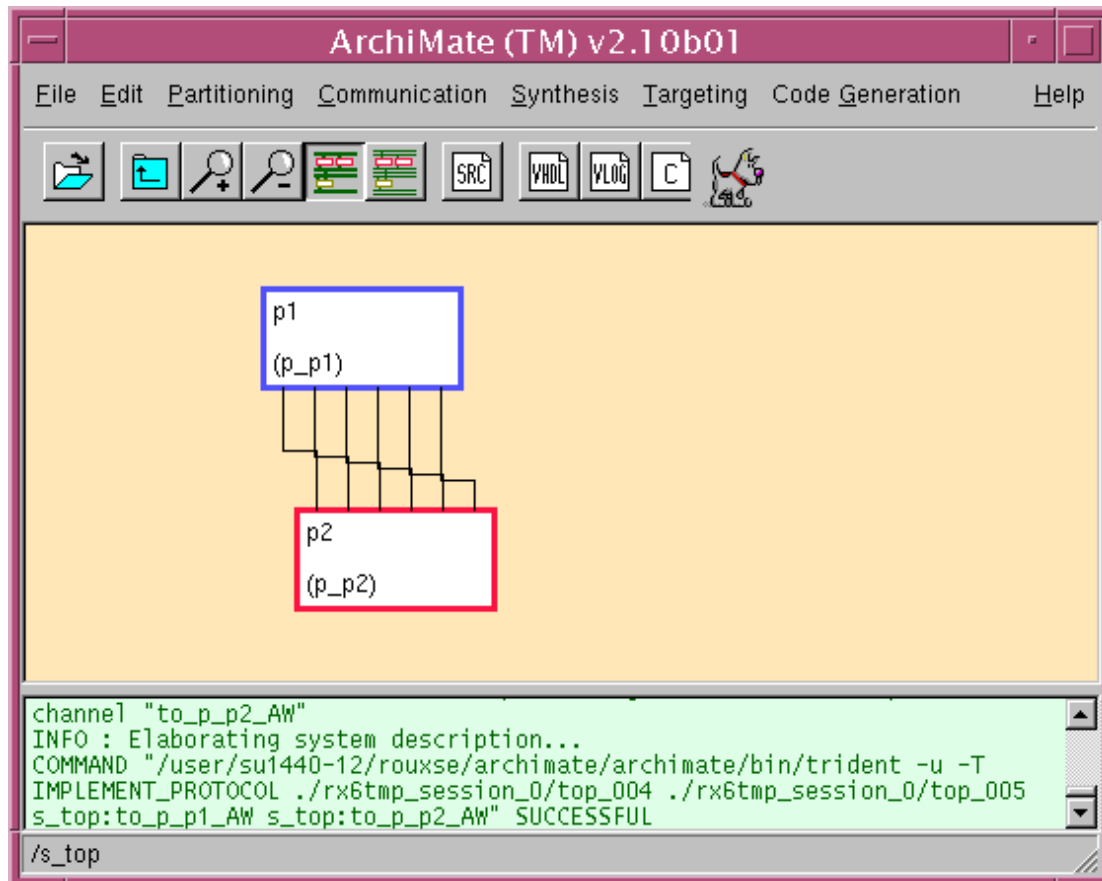 ArchiMate (TM) v2.10b01
File Edit Partitioning Communication Synthesis Targeting Code Generation Help
SRC VHDL VLOG C
p1
(p_p1)
p2
(p_p2)
channel "to_p_p2_AW"
INFO : Elaborating system description...
COMMAND "/user/su1440-12/rouxse/archimate/archimate/bin/trident -u -T
IMPLEMENT_PROTOCOL ./rx6tmp_session_0/top_004 ./rx6tmp_session_0/top_005
s_top:to_p_p1_AW s_top:to_p_p2_AW" SUCCESSFUL
/s_top